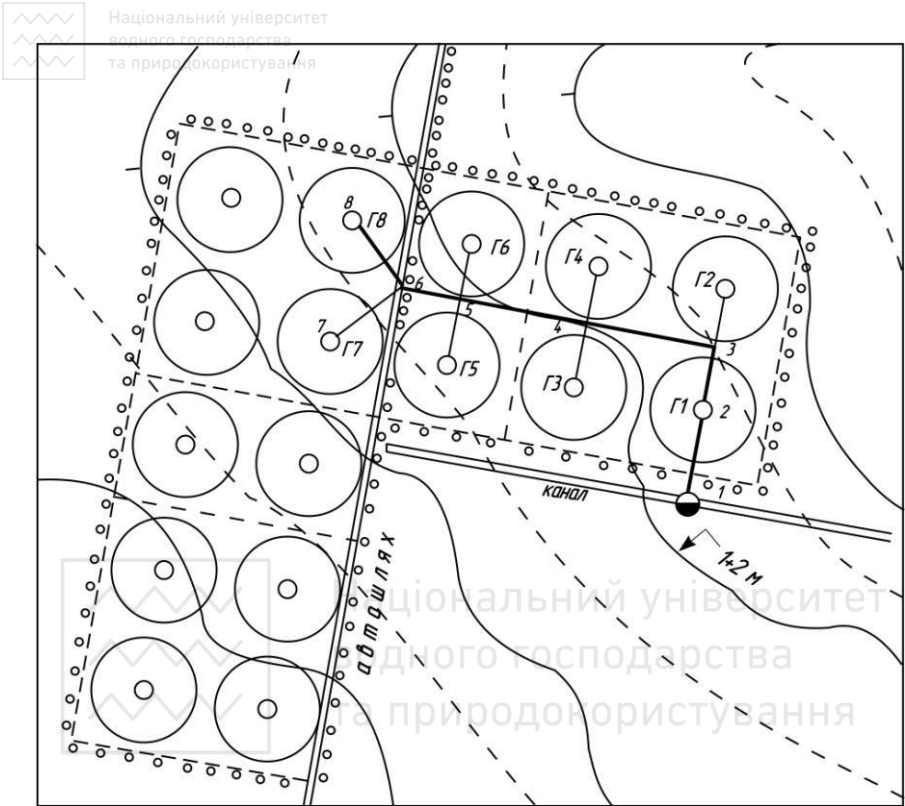 Національний університет
водного господарства
та природокористування
8
Г8
Г6
Г4
Г2
6
5
4
3
7
Г7
Г5
Г3
Г1
2
1
канал
1÷2 м
автошлях
Національний університет
водного господарства
та природокористування